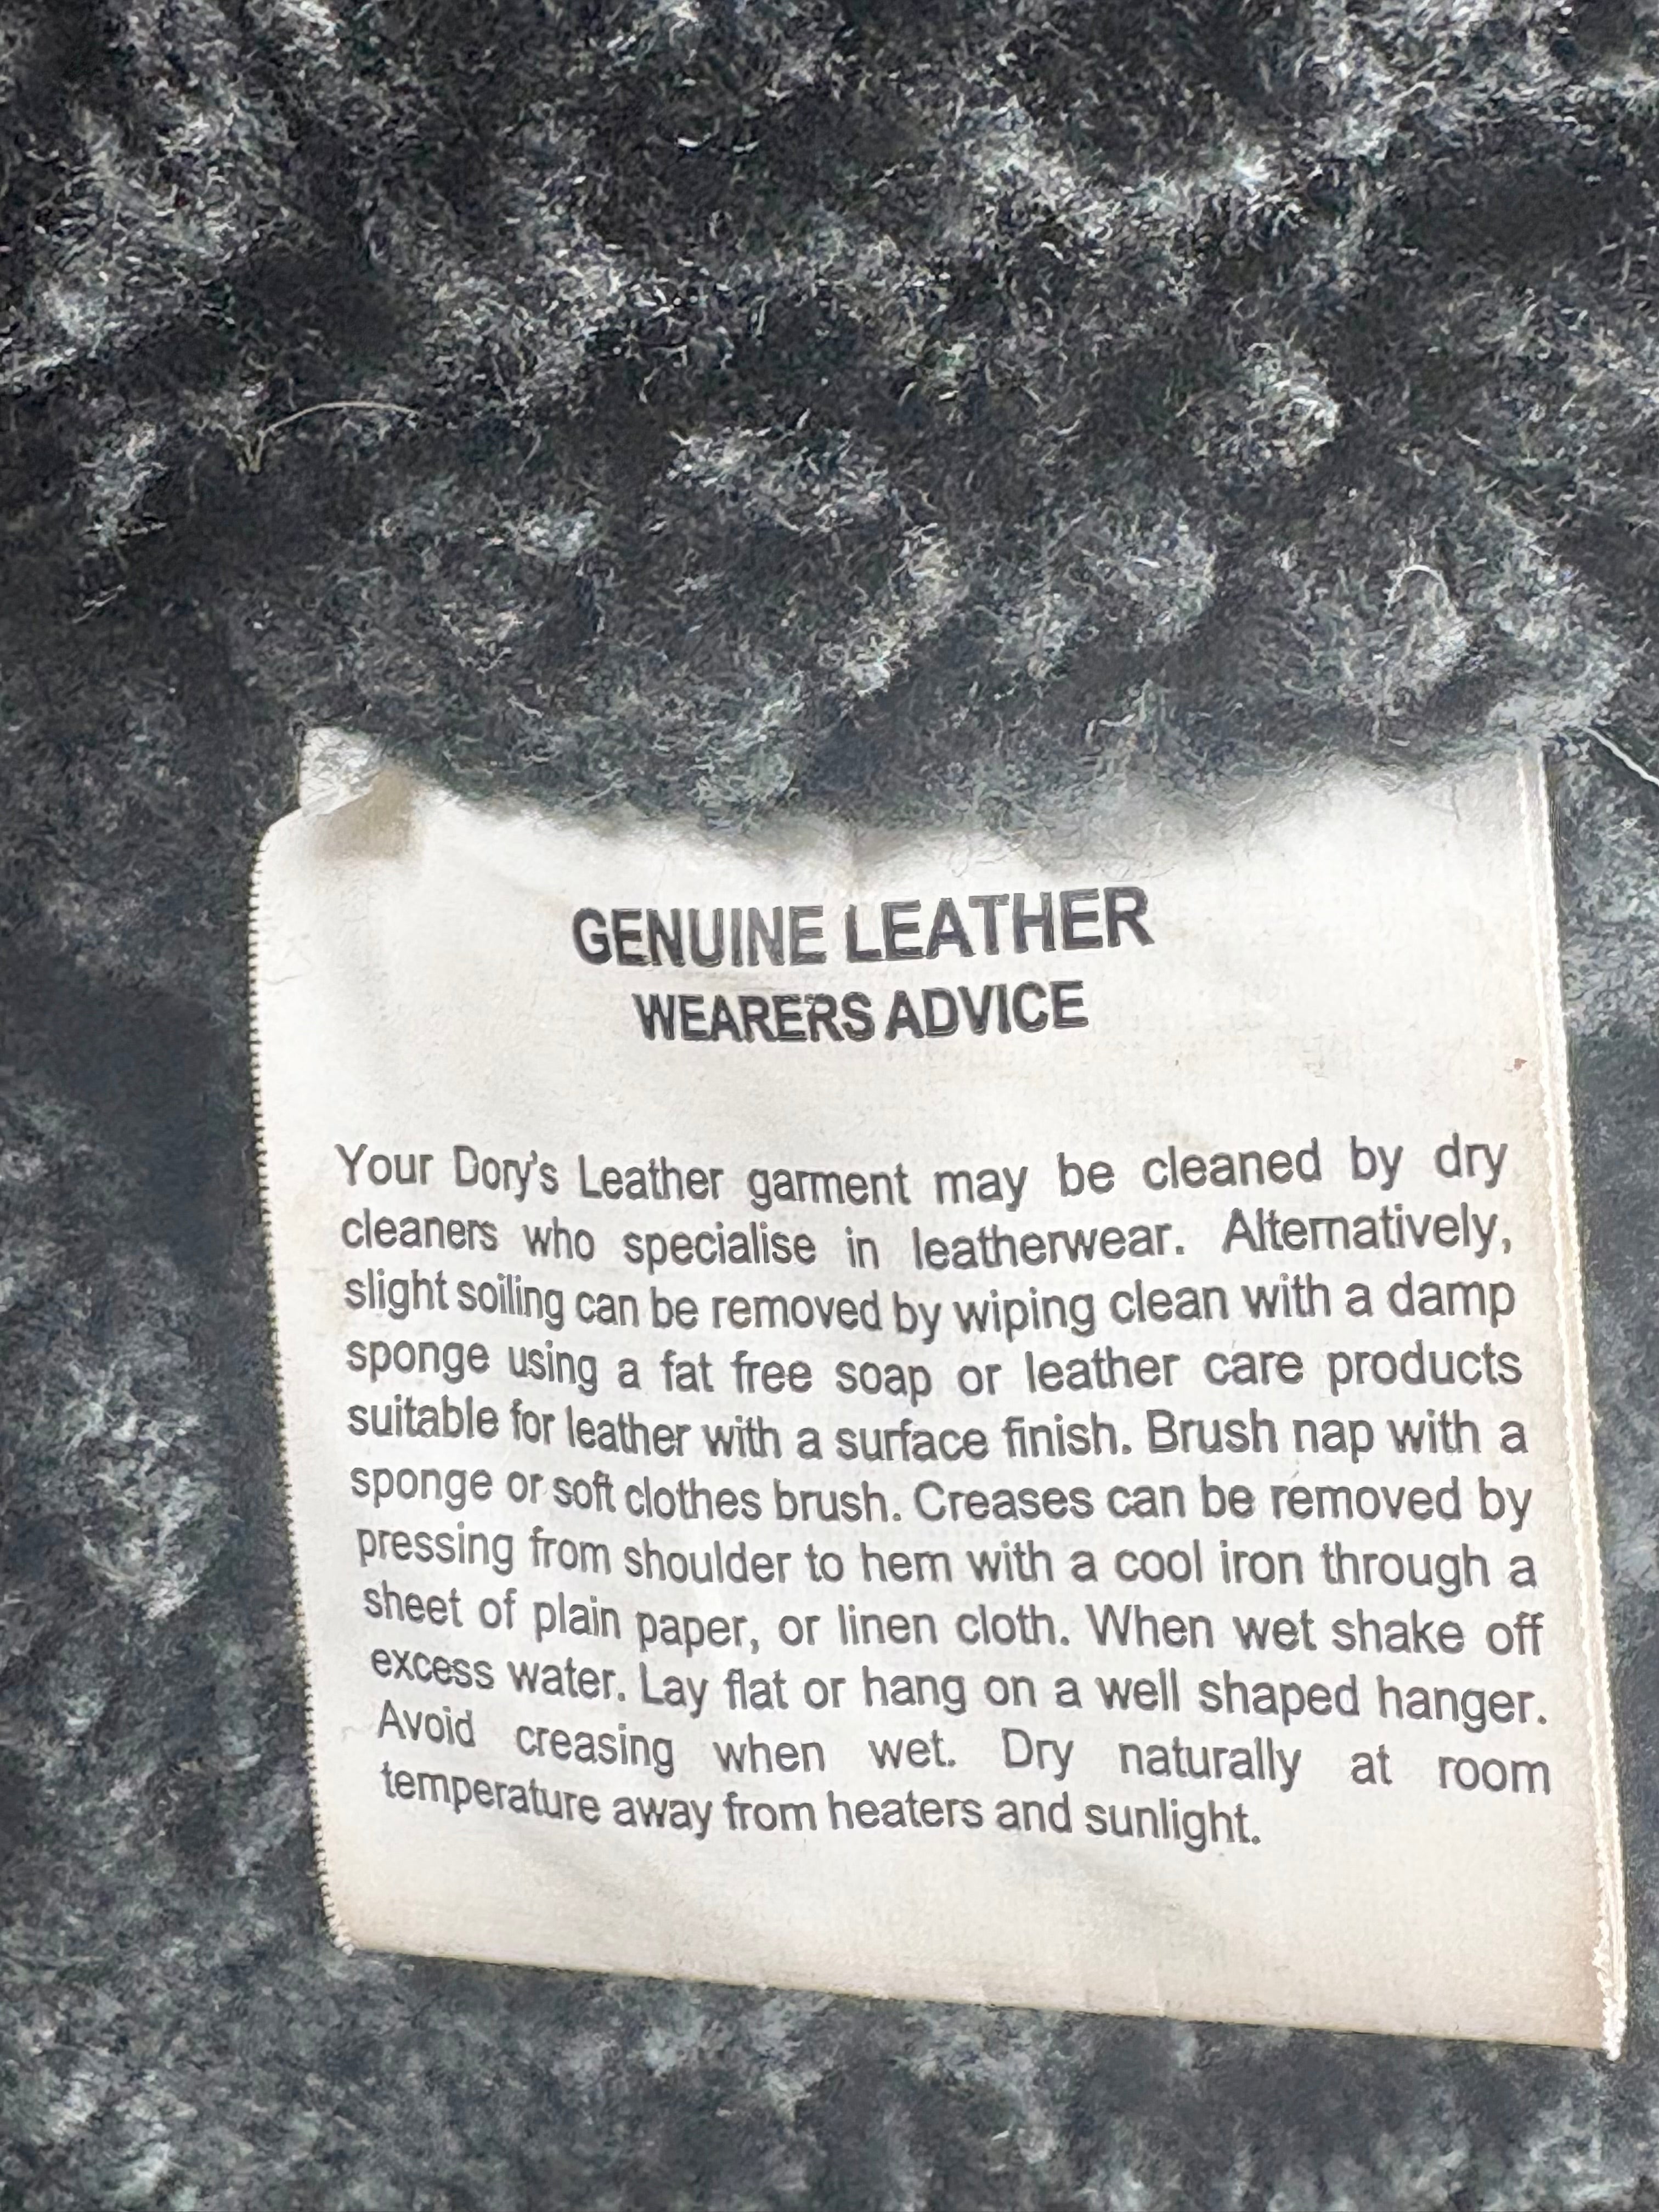 GENUINE LEATHER
WEARERS ADVICE
Your Dory's Leather garment may be cleaned by dry
cleaners who specialise in leatherwear. Alternatively,
slight soiling can be removed by wiping clean with a damp
sponge using a fat free soap or leather care products
suitable for leather with a surface finish. Brush nap with a
sponge or soft clothes brush. Creases can be removed by
pressing from shoulder to hem with a cool iron through a
sheet of plain paper, or linen cloth. When wet shake off
excess water. Lay flat or hang on a well shaped hanger.
Avoid creasing when wet. Dry naturally at room
temperature away from heaters and sunlight.